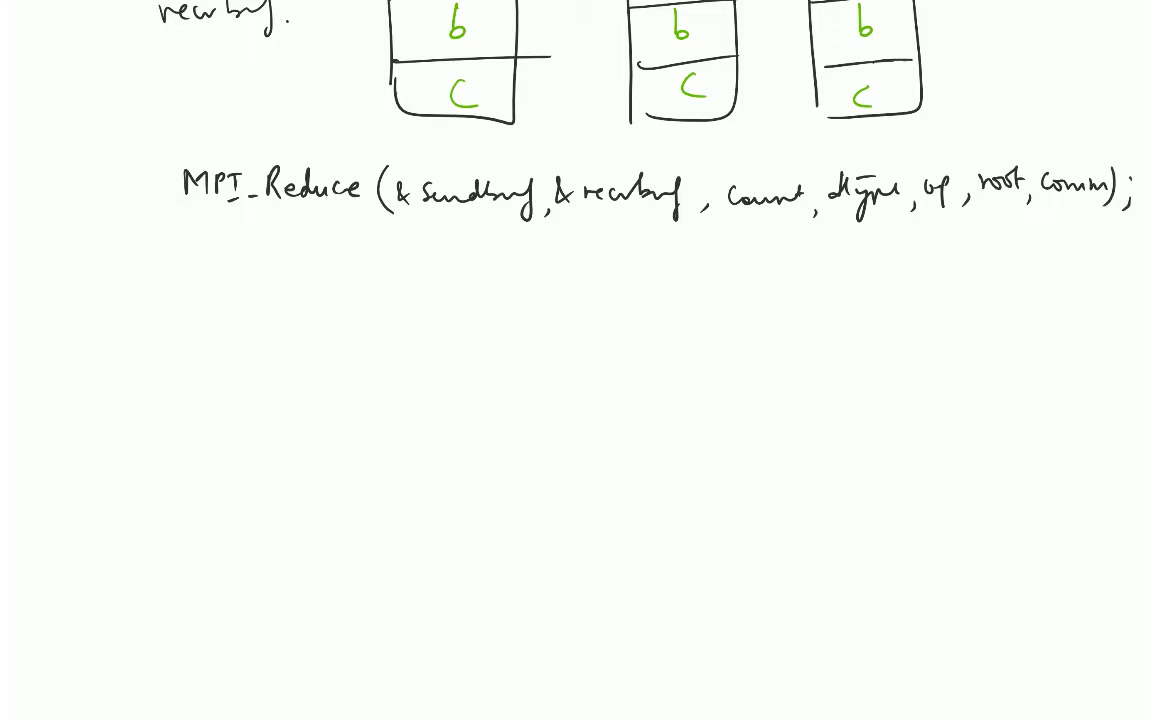 recvbuf.
b b b
c c c
MPI_Reduce (& sendbuf, & recvbuf, count, dtype, op, root, comm);